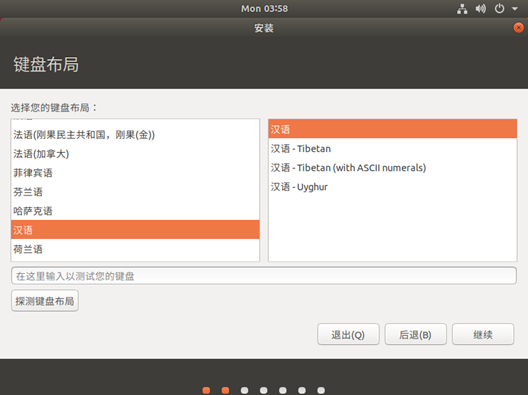 Mon 03:58
安装
键盘布局
选择您的键盘布局：
法语(刚果民主共和国，刚果(金))
法语(加拿大)
菲律宾语
芬兰语
哈萨克语
汉语
荷兰语
汉语
汉语 - Tibetan
汉语 - Tibetan (with ASCII numerals)
汉语 - Uyghur
在这里输入以测试您的键盘
探测键盘布局
退出(Q)
后退(B)
继续